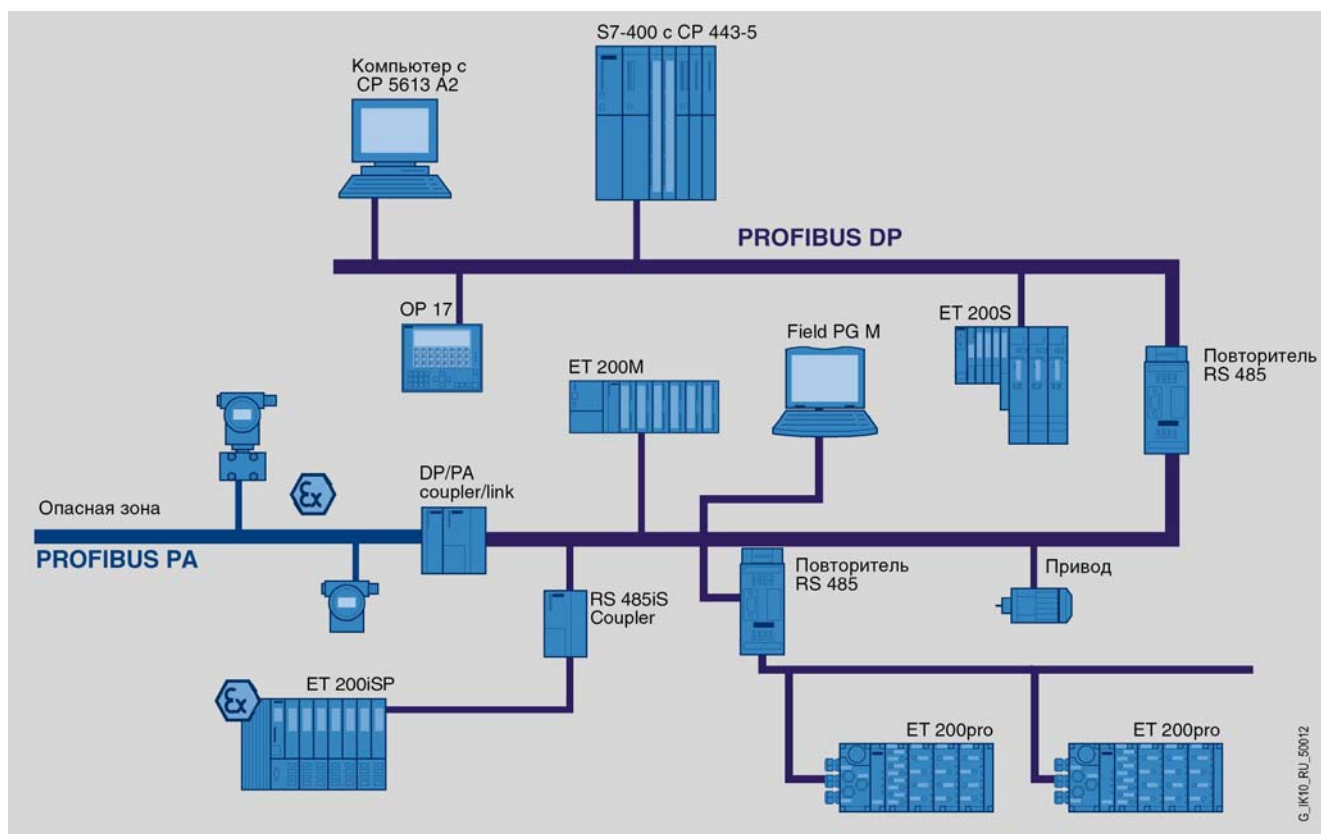 S7-400 с CP 443-5
Компьютер с
CP 5613 A2
PROFIBUS DP
OP 17
ET 200S
Field PG M
Повторитель
RS 485
ET 200M
DP/PA
coupler/link
Опасная зона
Ex
PROFIBUS PA
Повторитель
RS 485
Привод
RS 485iS
Coupler
ET 200iSP
Ex
ET 200pro
ET 200pro
G_IK10_RU_50012